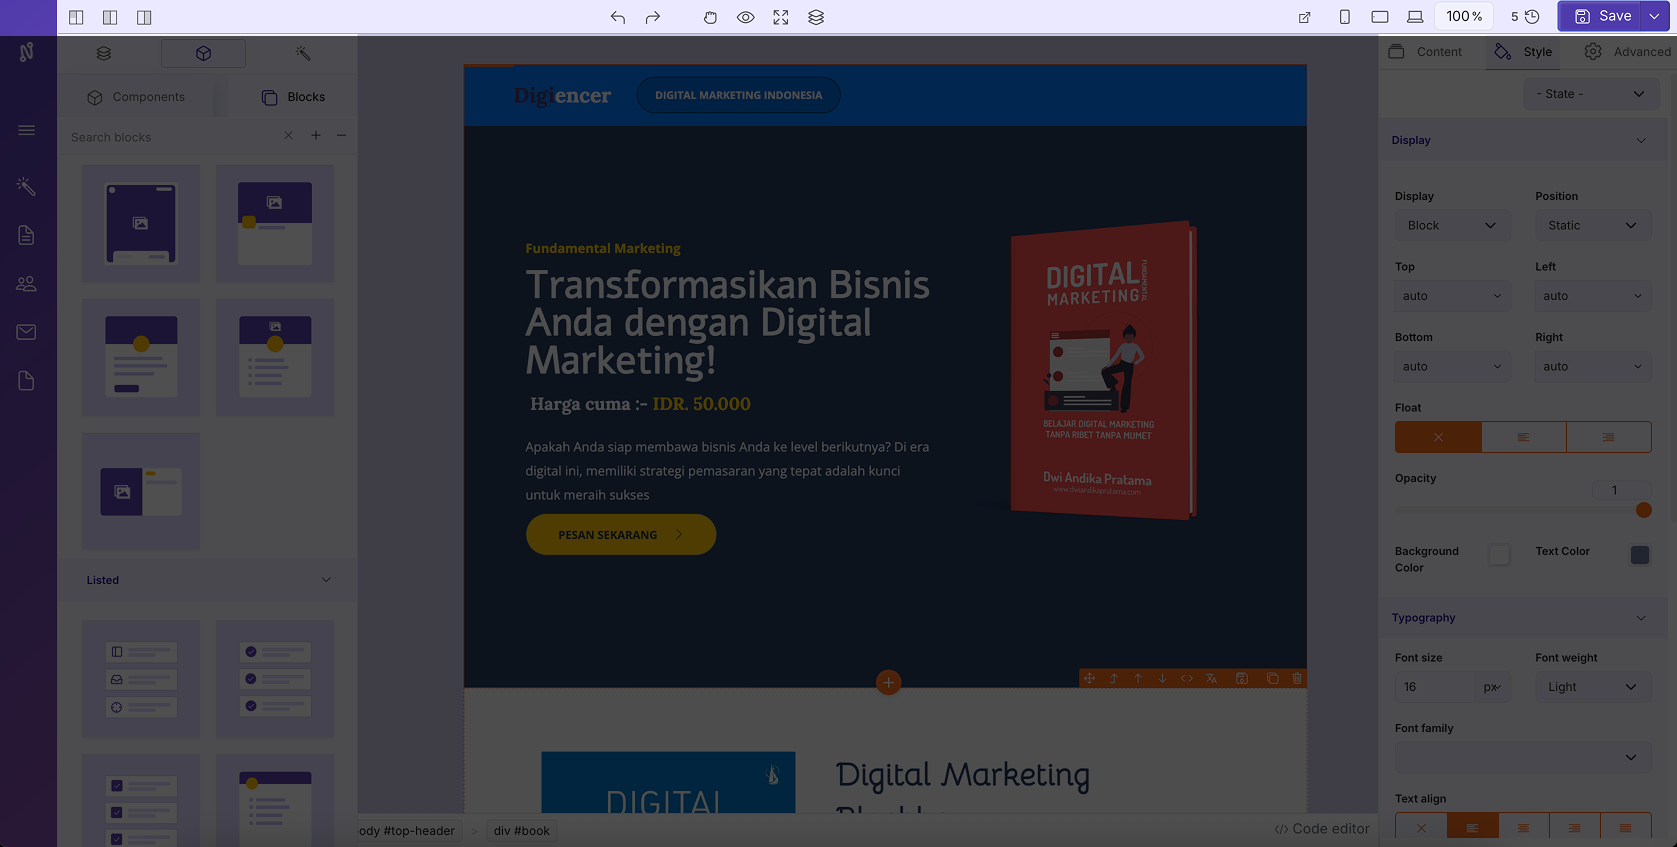 100 %
5
Save
Components
Blocks
Search blocks
Listed
Digiencer
DIGITAL MARKETING INDONESIA
Fundamental Marketing
Transformasikan Bisnis
Anda dengan Digital
Marketing!
Harga cuma :- IDR. 50.000
Apakah Anda siap membawa bisnis Anda ke level berikutnya? Di era
digital ini, memiliki strategi pemasaran yang tepat adalah kunci
untuk meraih sukses
PESAN SEKARANG
DIGITAL
MARKETING
FUNDAMENTAL
BELAJAR DIGITAL MARKETING
TANPA RIBET TANPA MUMET
Dwi Andika Pratama
www.dwiandikapratama.com
DIGITAL
Digital Marketing
ody #top-header > div #book
</> Code editor
Content
Style
Advanced
- State -
Display
Display
Position
Block
Static
Top
Left
auto
auto
Bottom
Right
auto
auto
Float
Opacity
1
Background
Color
Text Color
Typography
Font size
Font weight
16
px
Light
Font family
Text align